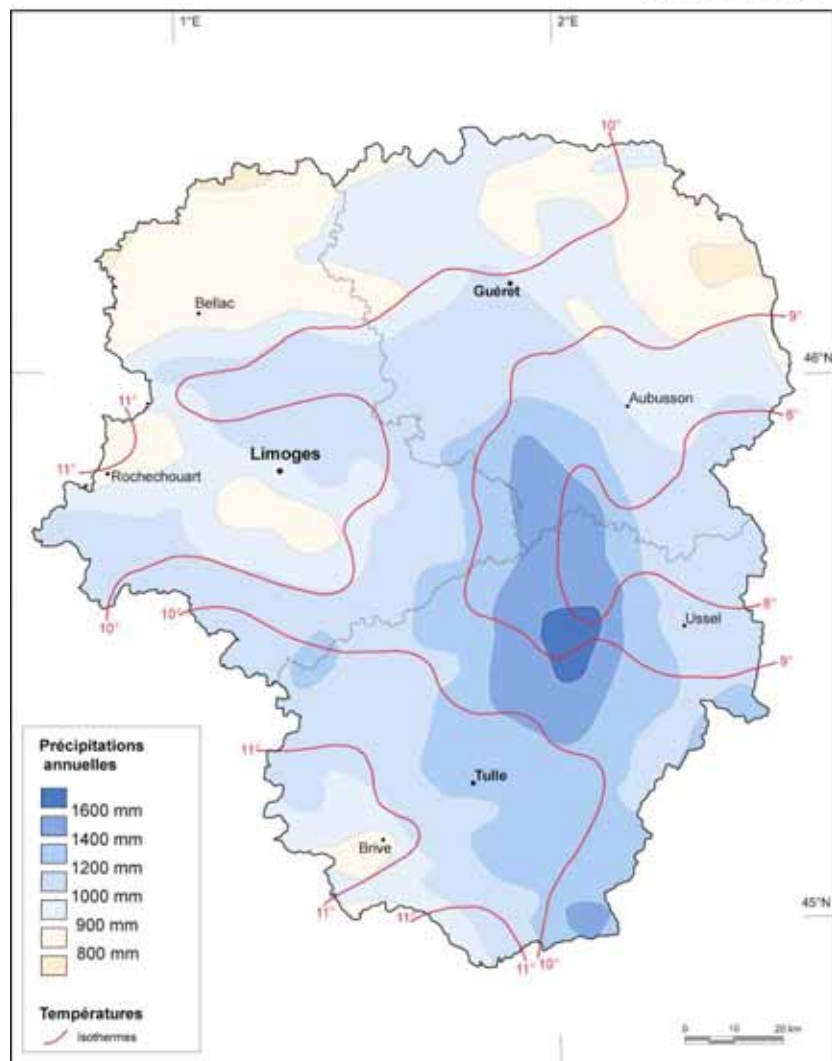 1°E
2°E
10°
Guéret
Bellac
9°
46°N
Aubusson
11°
8°
Limoges
11°
Rochechouart
10°
10°
8°
Ussel
9°
Précipitations
annuelles
1600 mm
1400 mm
1200 mm
1000 mm
900 mm
800 mm
Températures
isothermes
11°
Tulle
Brive
11°
11°
45°N
11°
10°
0 10 20 km